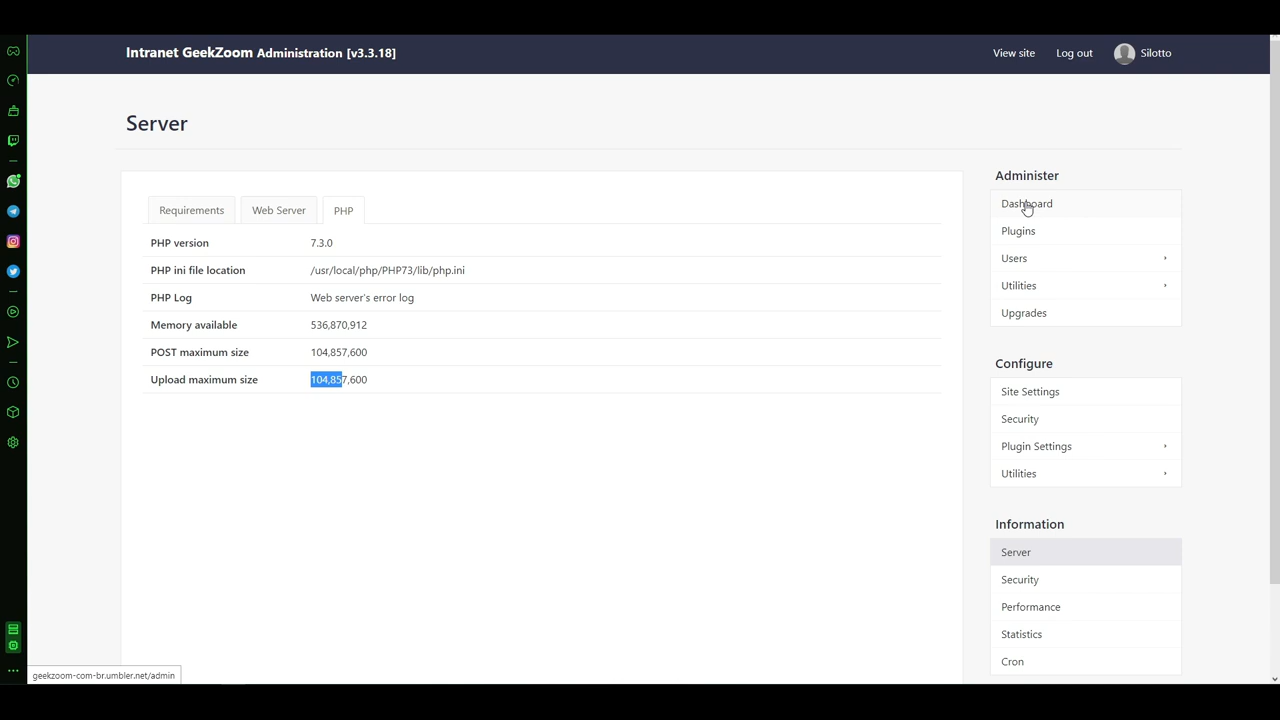 Intranet GeekZoom Administration [v3.3.18]
View site
Log out
Silotto
Server
Requirements
Web Server
PHP
PHP version 7.3.0
PHP ini file location /usr/local/php/PHP73/lib/php.ini
PHP Log Web server's error log
Memory available 536,870,912
POST maximum size 104,857,600
Upload maximum size 104,857,600
Administer
Dashboard
Plugins
Users
Utilities
Upgrades
Configure
Site Settings
Security
Plugin Settings
Utilities
Information
Server
Security
Performance
Statistics
Cron
geekzoom-com-br.umbler.net/admin